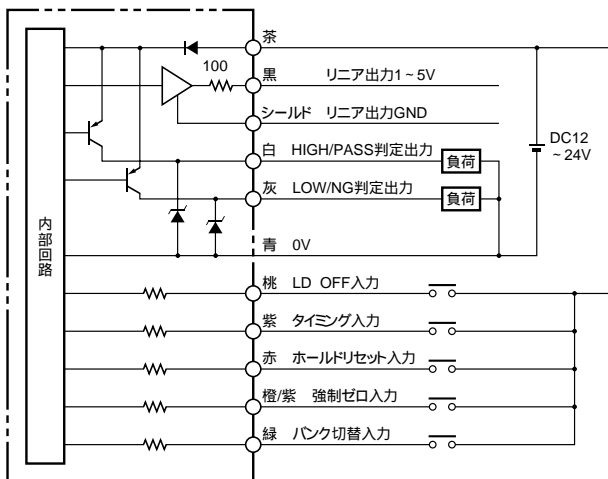 茶
100
黒 リニア出力1~5V
シールド リニア出力GND
白 HIGH/PASS判定出力
負荷
DC12
~24V
灰 LOW/NG判定出力
負荷
内部回路
青 0V
桃 LD OFF入力
紫 タイミング入力
赤 ホールドリセット入力
橙/紫 強制ゼロ入力
緑 バンク切替入力